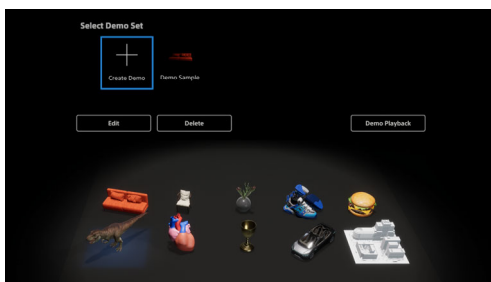 Select Demo Set
Create Demo
Demo Sample
Edit
Delete
Demo Playback